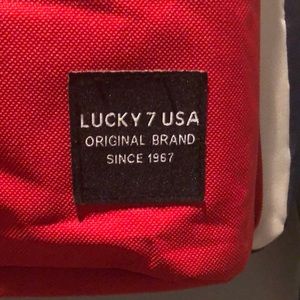 LUCKY 7 USA
ORIGINAL BRAND
SINCE 1967